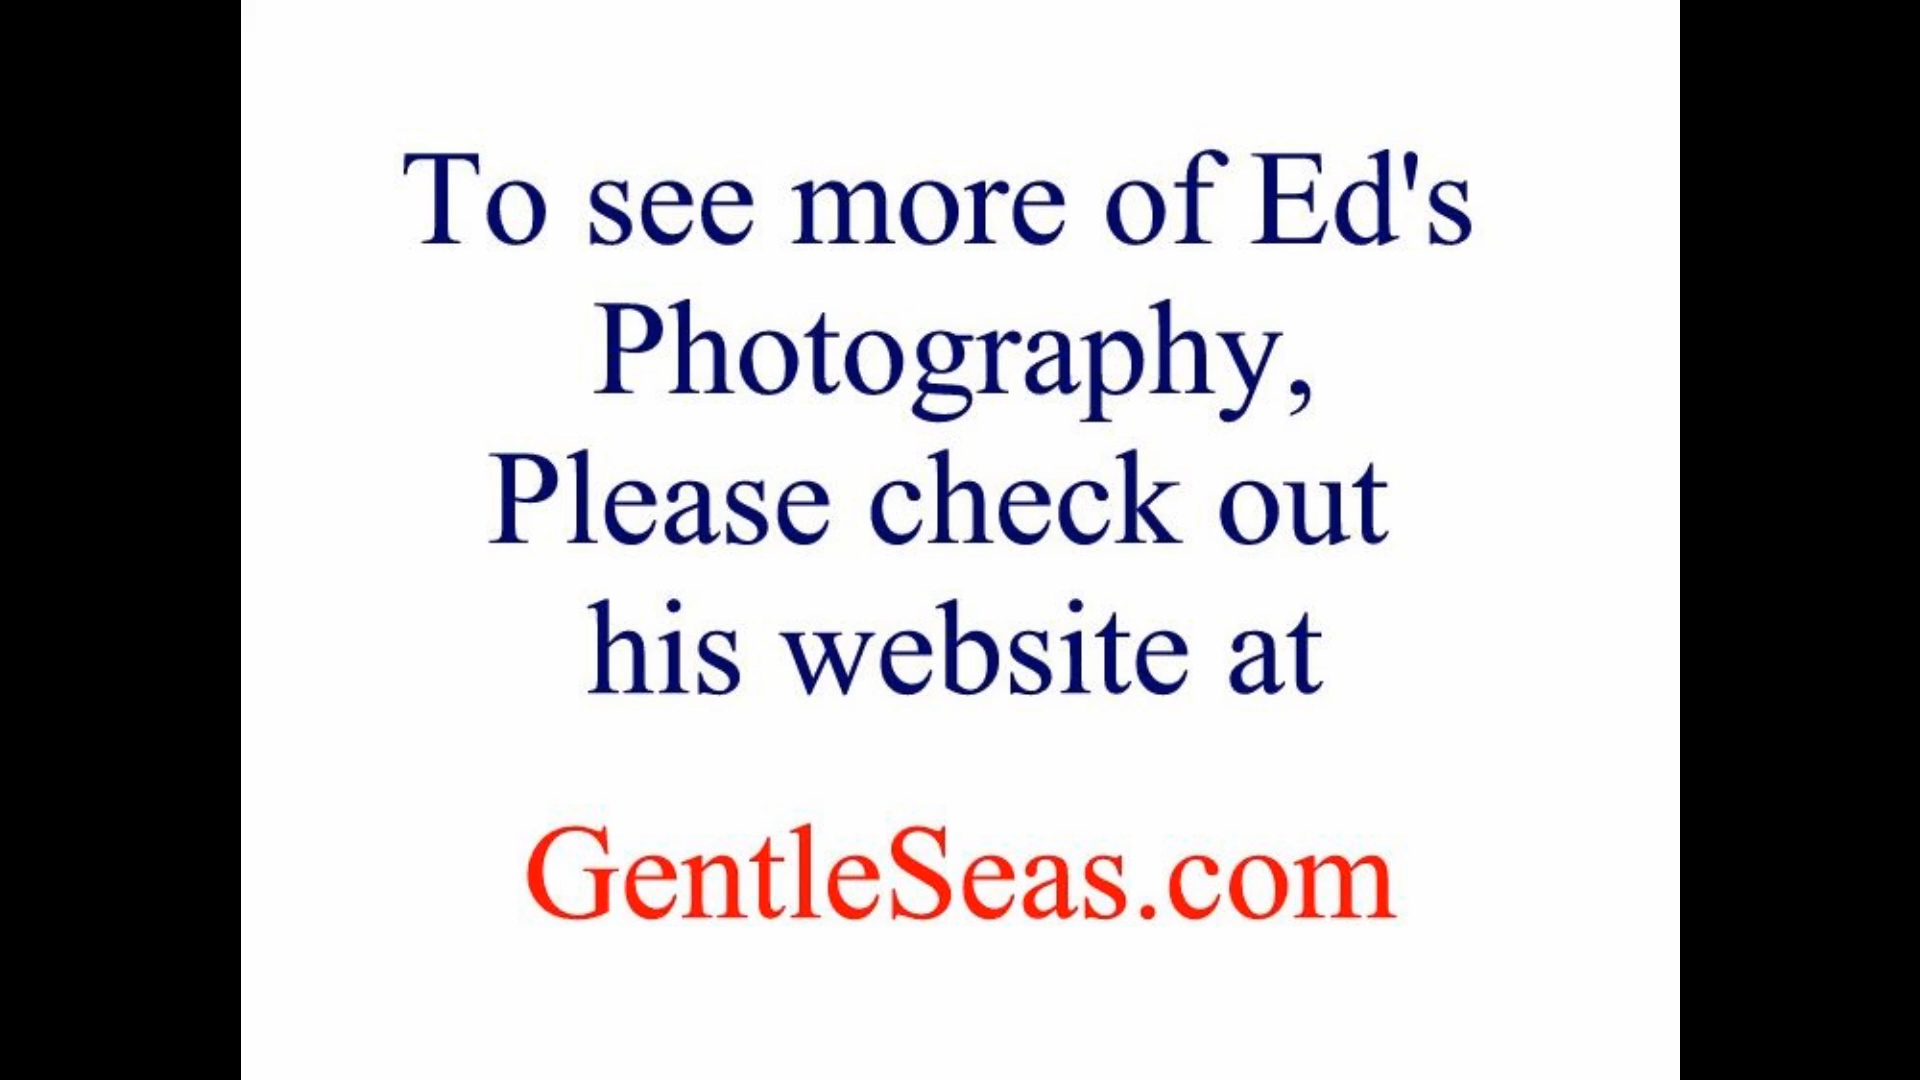 To see more of Ed's
Photography,
Please check out
his website at
GentleSeas.com